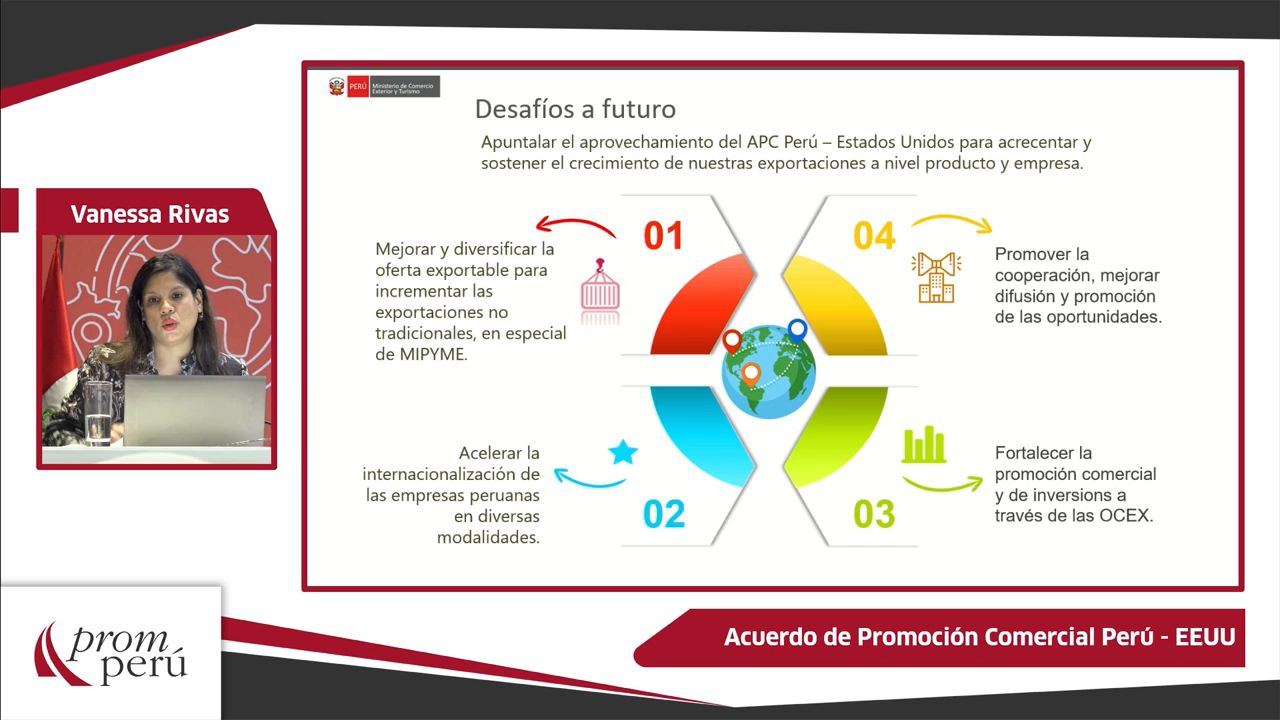 PERÚ
Ministerio de Comercio
Exterior y Turismo
Desafíos a futuro
Apuntalar el aprovechamiento del APC Perú – Estados Unidos para acrecentar y
sostener el crecimiento de nuestras exportaciones a nivel producto y empresa.
Vanessa Rivas
01
Mejorar y diversificar la
oferta exportable para
incrementar las
exportaciones no
tradicionales, en especial
de MIPYME.
04
Promover la
cooperación, mejorar
difusión y promoción
de las oportunidades.
Acelerar la
internacionalización de
las empresas peruanas
en diversas
modalidades.
02
03
Fortalecer la
promoción comercial
y de inversions a
través de las OCEX.
prom
perú
Acuerdo de Promoción Comercial Perú - EEUU